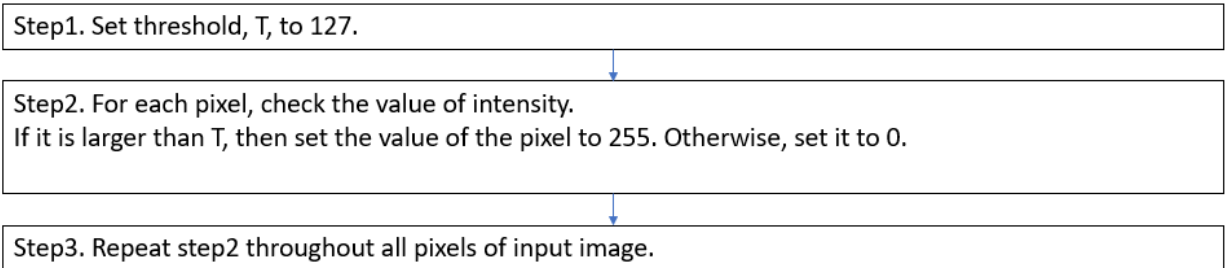 Step1. Set threshold, T, to 127.
Step2. For each pixel, check the value of intensity.
If it is larger than T, then set the value of the pixel to 255. Otherwise, set it to 0.
Step3. Repeat step2 throughout all pixels of input image.